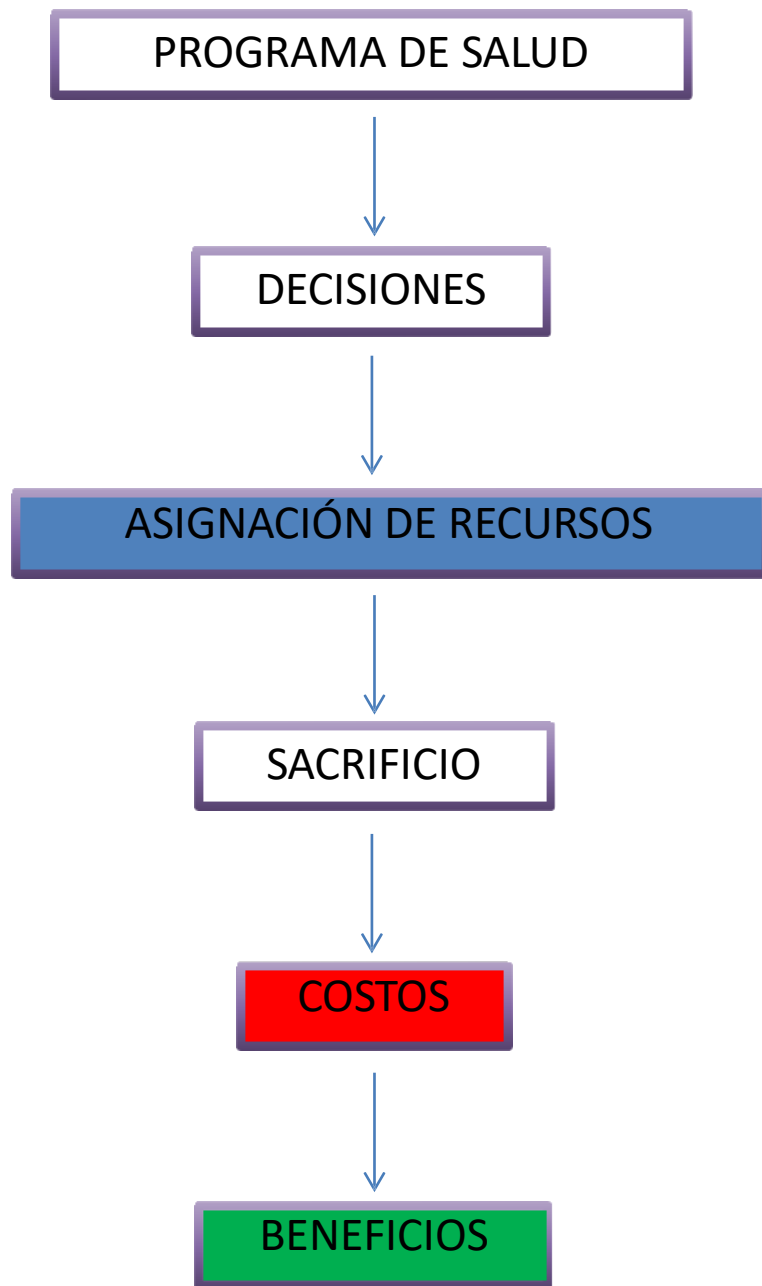 PROGRAMA DE SALUD
DECISIONES
ASIGNACIÓN DE RECURSOS
SACRIFICIO
COSTOS
BENEFICIOS